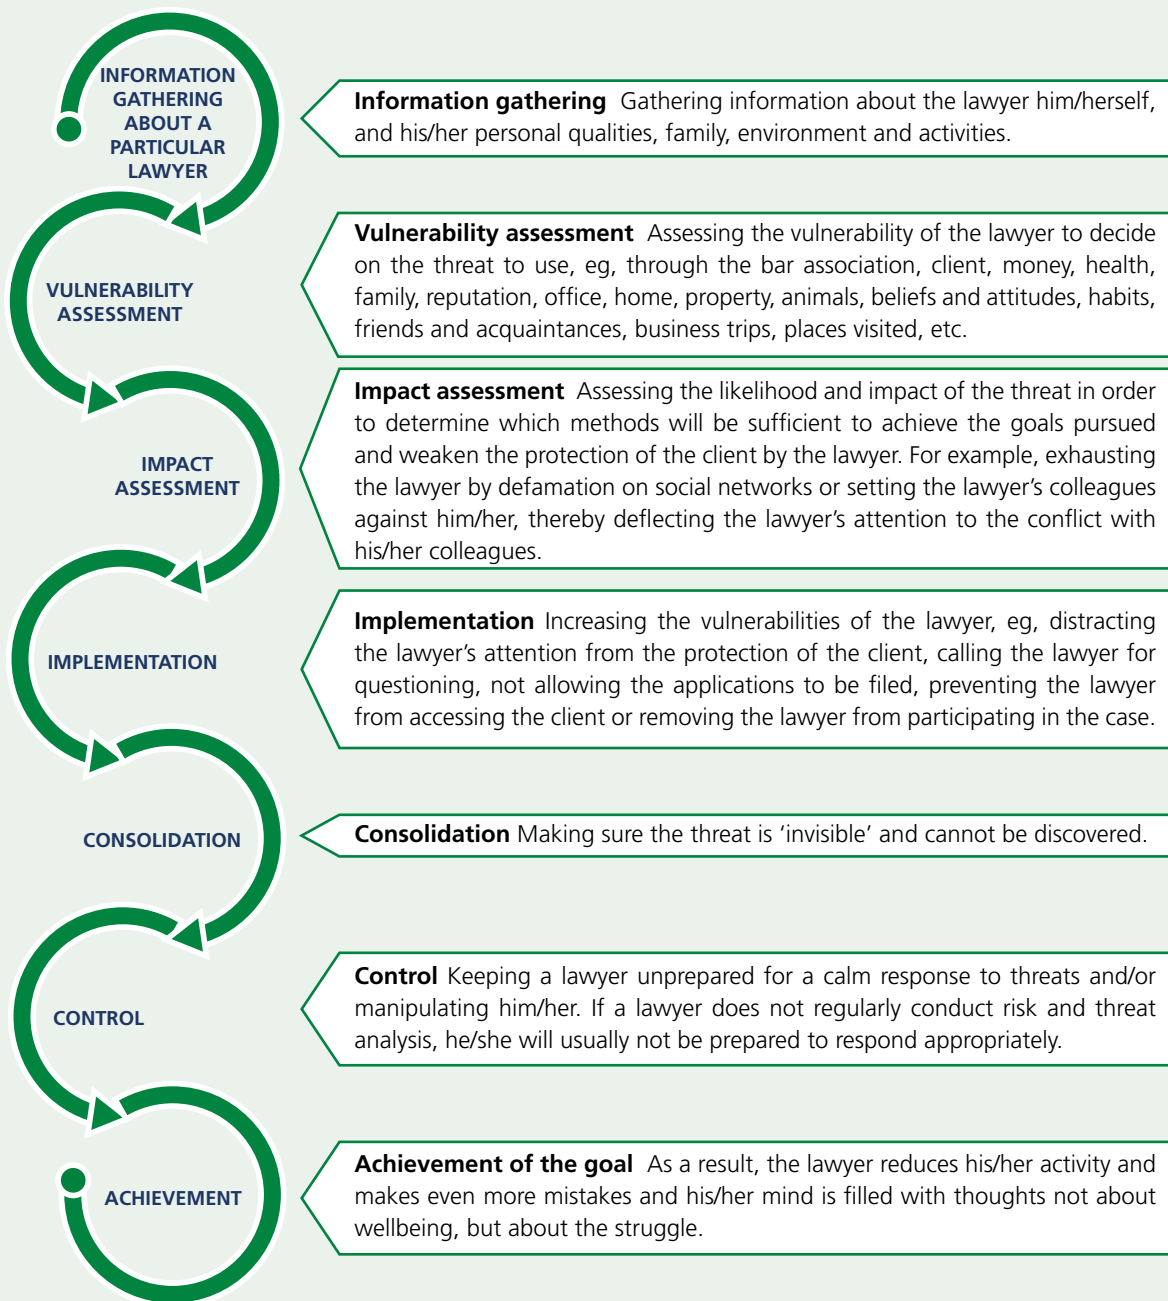 INFORMATION
GATHERING
ABOUT A
PARTICULAR
LAWYER
Information gathering Gathering information about the lawyer him/herself,
and his/her personal qualities, family, environment and activities.
VULNERABILITY
ASSESSMENT
Vulnerability assessment Assessing the vulnerability of the lawyer to decide
on the threat to use, eg, through the bar association, client, money, health,
family, reputation, office, home, property, animals, beliefs and attitudes, habits,
friends and acquaintances, business trips, places visited, etc.
IMPACT
ASSESSMENT
Impact assessment Assessing the likelihood and impact of the threat in order
to determine which methods will be sufficient to achieve the goals pursued
and weaken the protection of the client by the lawyer. For example, exhausting
the lawyer by defamation on social networks or setting the lawyer’s colleagues
against him/her, thereby deflecting the lawyer’s attention to the conflict with
his/her colleagues.
IMPLEMENTATION
Implementation Increasing the vulnerabilities of the lawyer, eg, distracting
the lawyer’s attention from the protection of the client, calling the lawyer for
questioning, not allowing the applications to be filed, preventing the lawyer
from accessing the client or removing the lawyer from participating in the case.
CONSOLIDATION
Consolidation Making sure the threat is ‘invisible’ and cannot be discovered.
CONTROL
Control Keeping a lawyer unprepared for a calm response to threats and/or
manipulating him/her. If a lawyer does not regularly conduct risk and threat
analysis, he/she will usually not be prepared to respond appropriately.
ACHIEVEMENT
Achievement of the goal As a result, the lawyer reduces his/her activity and
makes even more mistakes and his/her mind is filled with thoughts not about
wellbeing, but about the struggle.